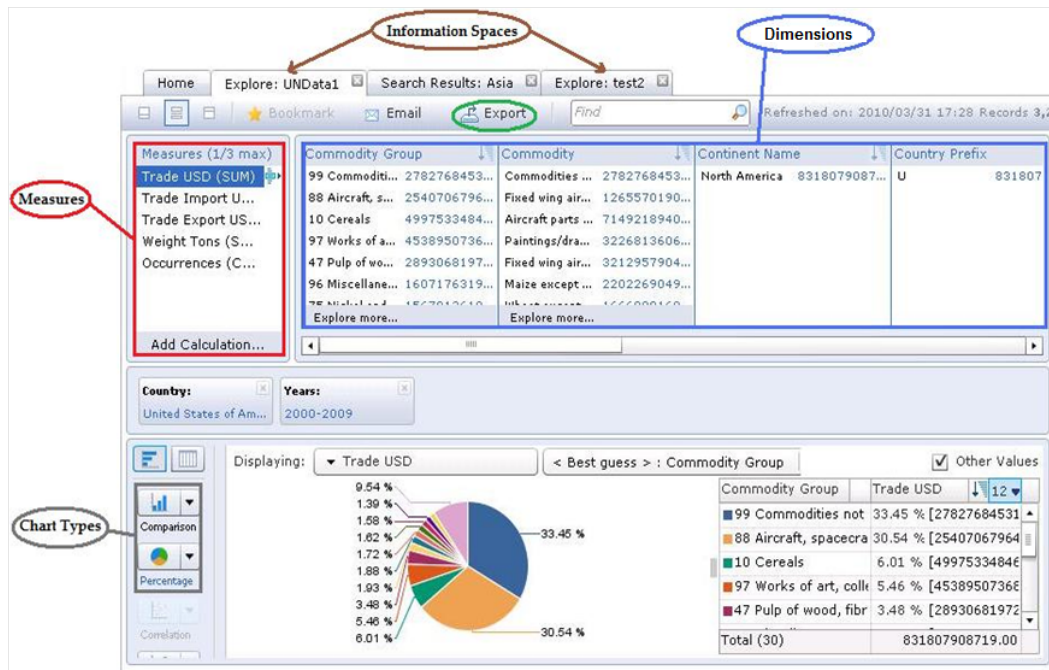 Information Spaces
Dimensions
Home
Explore: UNData1
Search Results: Asia
Explore: test2
Bookmark
Email
Export
Find
Refreshed on: 2010/03/31 17:28 Records 3,
Measures
Measures (1/3 max)
Trade USD (SUM)
Trade Import U...
Trade Export US...
Weight Tons (S...
Occurrences (C...
Add Calculation...
Commodity Group
99 Commoditi... 2782768453...
88 Aircraft, s... 2540706796...
10 Cereals 4997533484...
97 Works of a... 4538950736...
47 Pulp of wo... 2893068197...
96 Miscellane... 1607176319...
Explore more...
Commodity
Commodities ... 2782768453...
Fixed wing air... 1265570190...
Aircraft parts ... 7149218940...
Paintings/dra... 3226813606...
Fixed wing air... 3212957904...
Maize except ... 2202269049...
Explore more...
Continent Name
North America 8318079087...
Country Prefix
U 831807
Country:
United States of Am...
Years:
2000-2009
Chart Types
Comparison
Percentage
Correlation
Displaying:
Trade USD
< Best guess > : Commodity Group
Other Values
9.54 %
1.39 %
1.58 %
1.62 %
1.72 %
1.88 %
1.93 %
3.48 %
5.46 %
6.01 %
33.45 %
30.54 %
Commodity Group Trade USD 12
99 Commodities not 33.45 % [27827684531
88 Aircraft, spacecra 30.54 % [25407067964
10 Cereals 6.01 % [49975334846
97 Works of art, colle 5.46 % [45389507368
47 Pulp of wood, fibr 3.48 % [28930681972
Total (30) 831807908719.00